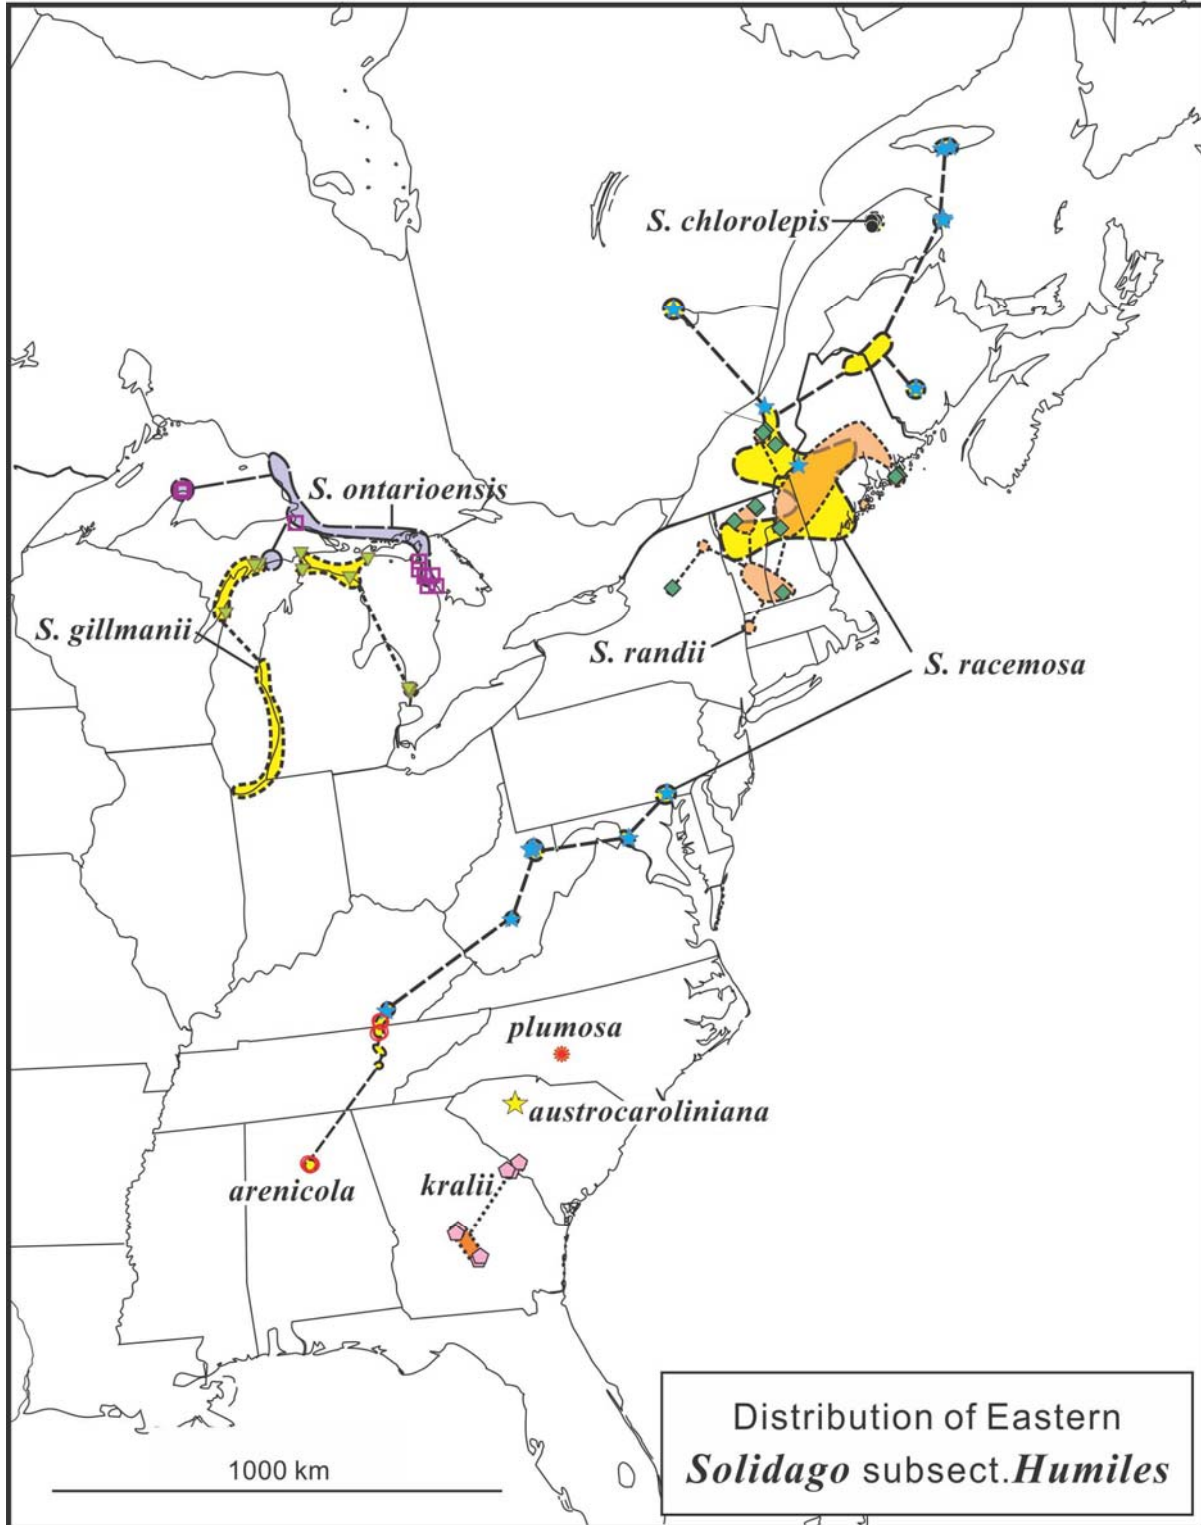 S. chlorolepis
S. ontarioensis
S. gillmanii
S. randii
S. racemosa
plumosa
austrocaroliniana
kralii
arenicola
1000 km
Distribution of Eastern
Solidago subsect.Humiles